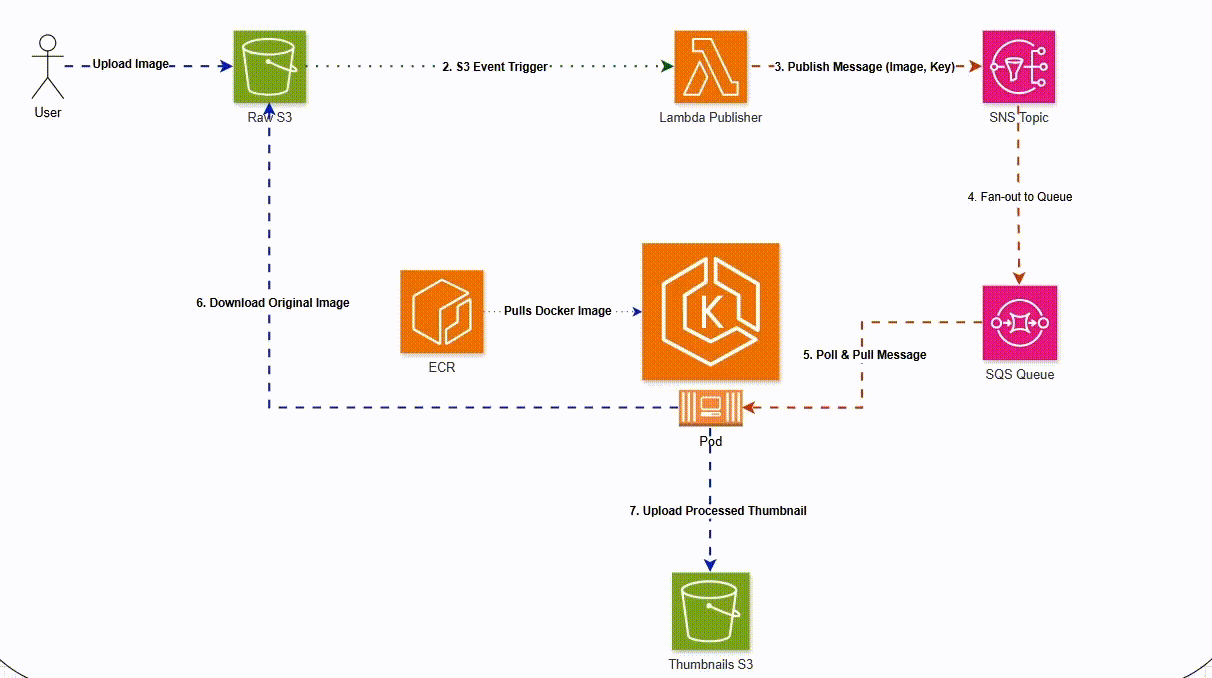 Upload Image
2. S3 Event Trigger
3. Publish Message (Image, Key)
User
Raw S3
Lambda Publisher
SNS Topic
4. Fan-out to Queue
6. Download Original Image
Pulls Docker Image
K
5. Poll & Pull Message
ECR
SQS Queue
Pod
7. Upload Processed Thumbnail
Thumbnails S3